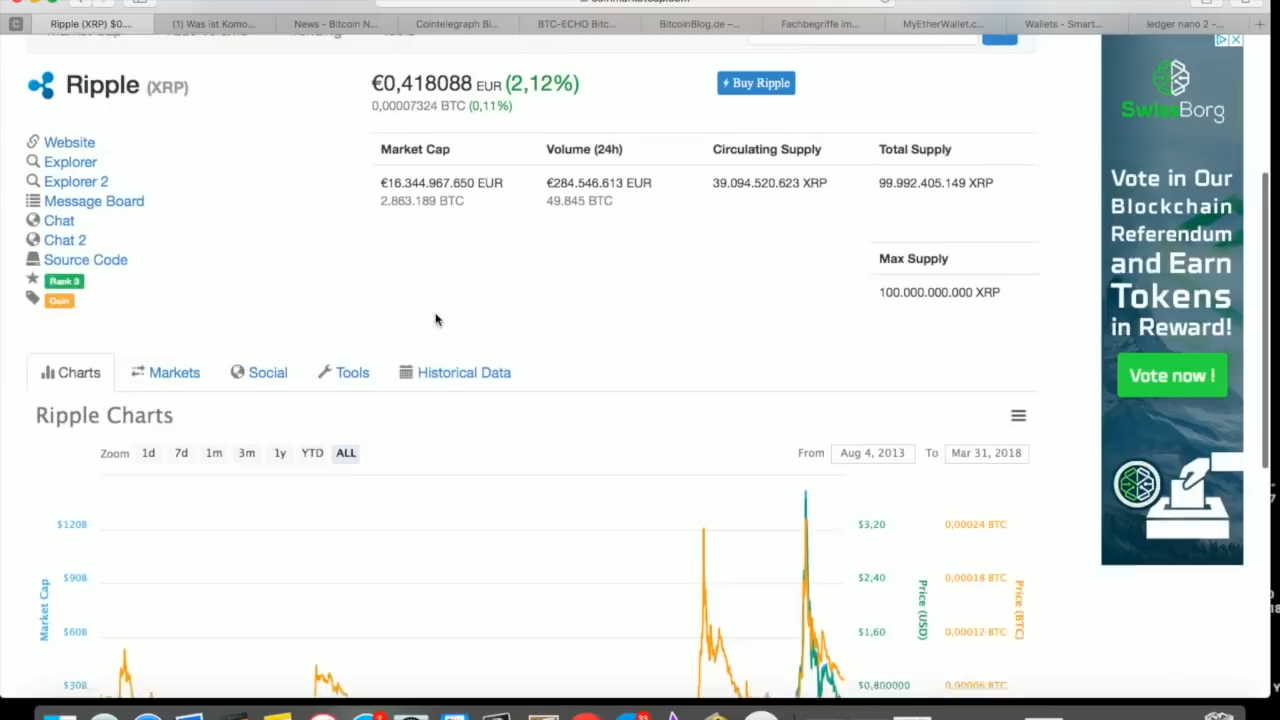 Ripple (XRP) $0....
(1) Was ist Komo...
News - Bitcoin N...
Cointelegraph Bi...
BTC-ECHO Bitc...
BitcoinBlog.de –...
Fachbegriffe im...
MyEtherWallet.c...
Wallets - Smart...
ledger nano 2 –...
Ripple (XRP)
€0,418088 EUR (2,12%)
0,00007324 BTC (0,11%)
Buy Ripple
Website
Explorer
Explorer 2
Message Board
Chat
Chat 2
Source Code
Rank 3
Coin
Market Cap
Volume (24h)
Circulating Supply
Total Supply
€16.344.967.650 EUR
€284.546.613 EUR
39.094.520.623 XRP
99.992.405.149 XRP
2.863.189 BTC
49.845 BTC
Max Supply
100.000.000.000 XRP
Charts
Markets
Social
Tools
Historical Data
Ripple Charts
Zoom 1d 7d 1m 3m 1y YTD ALL
From Aug 4, 2013 To Mar 31, 2018
$120B
$90B
$60B
$30B
Market Cap
$3,20
$2,40
$1,60
$0,800000
Price (USD)
0,00024 BTC
0,00018 BTC
0,00012 BTC
0,00006 BTC
Price (BTC)
SwissBorg
Vote in Our
Blockchain
Referendum
and Earn
Tokens
in Reward!
Vote now !